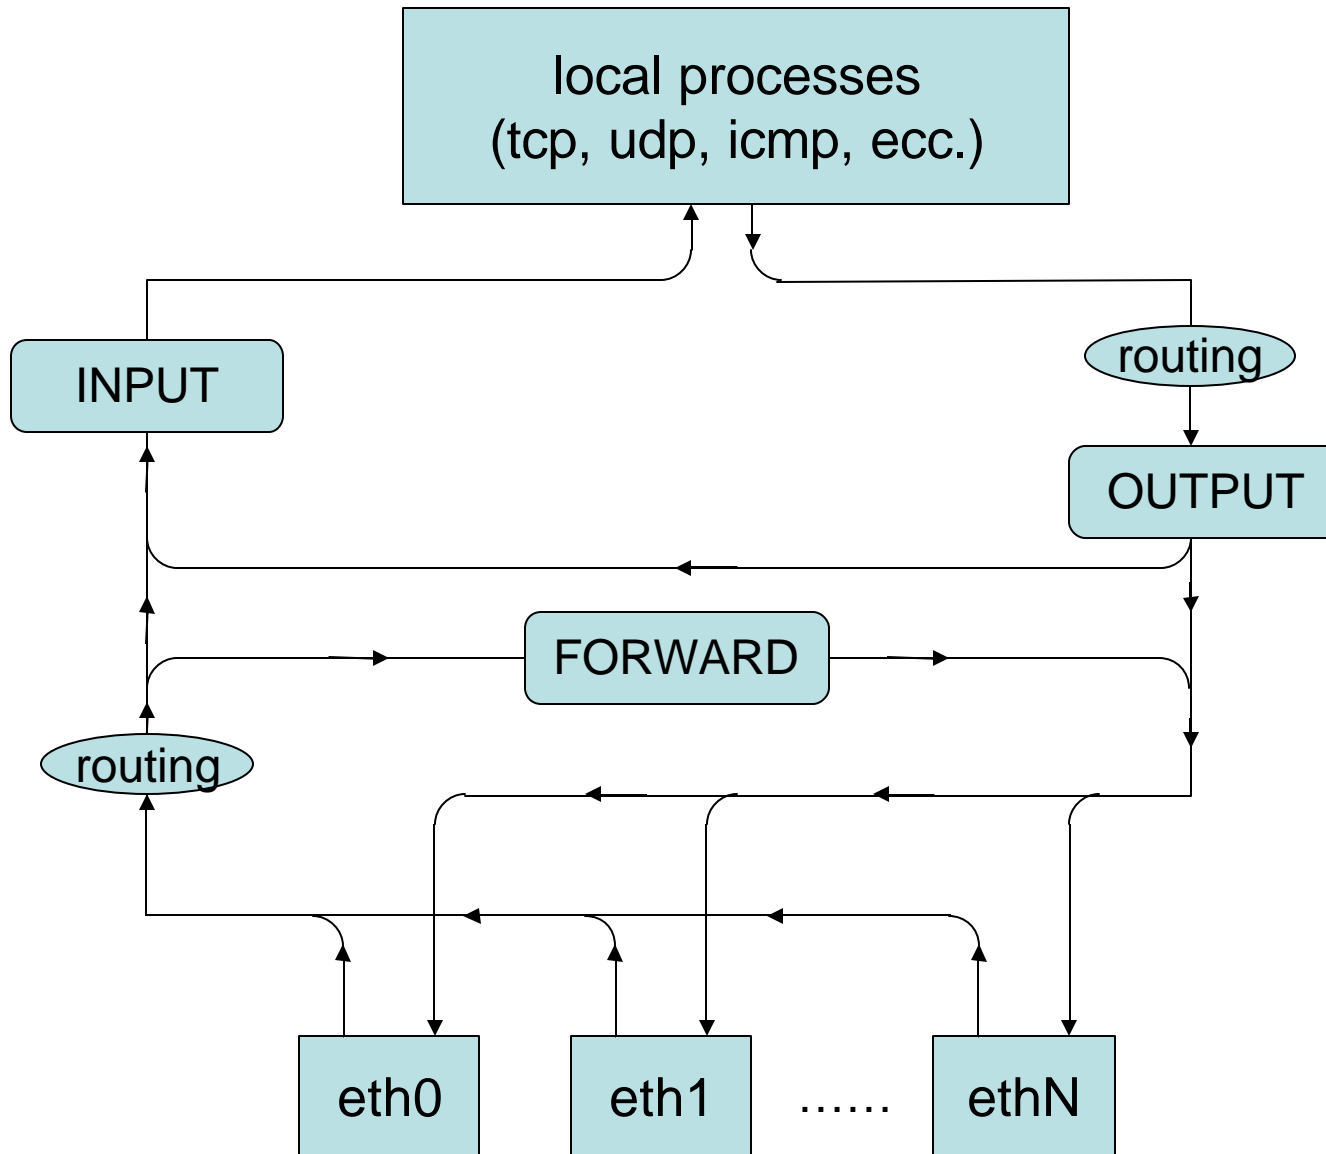 local processes
(tcp, udp, icmp, ecc.)
routing
INPUT
OUTPUT
FORWARD
routing
eth0
eth1
......
ethN